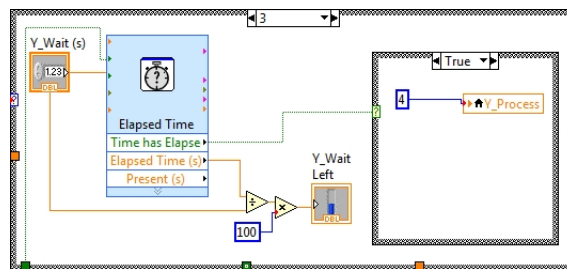 3
Y_Wait (s)
1.23
DBL
?
Elapsed Time
Time has Elapse
Elapsed Time (s)
Present (s)
÷
×
100
Y_Wait
Left
DBL
True
?
4
Y_Process